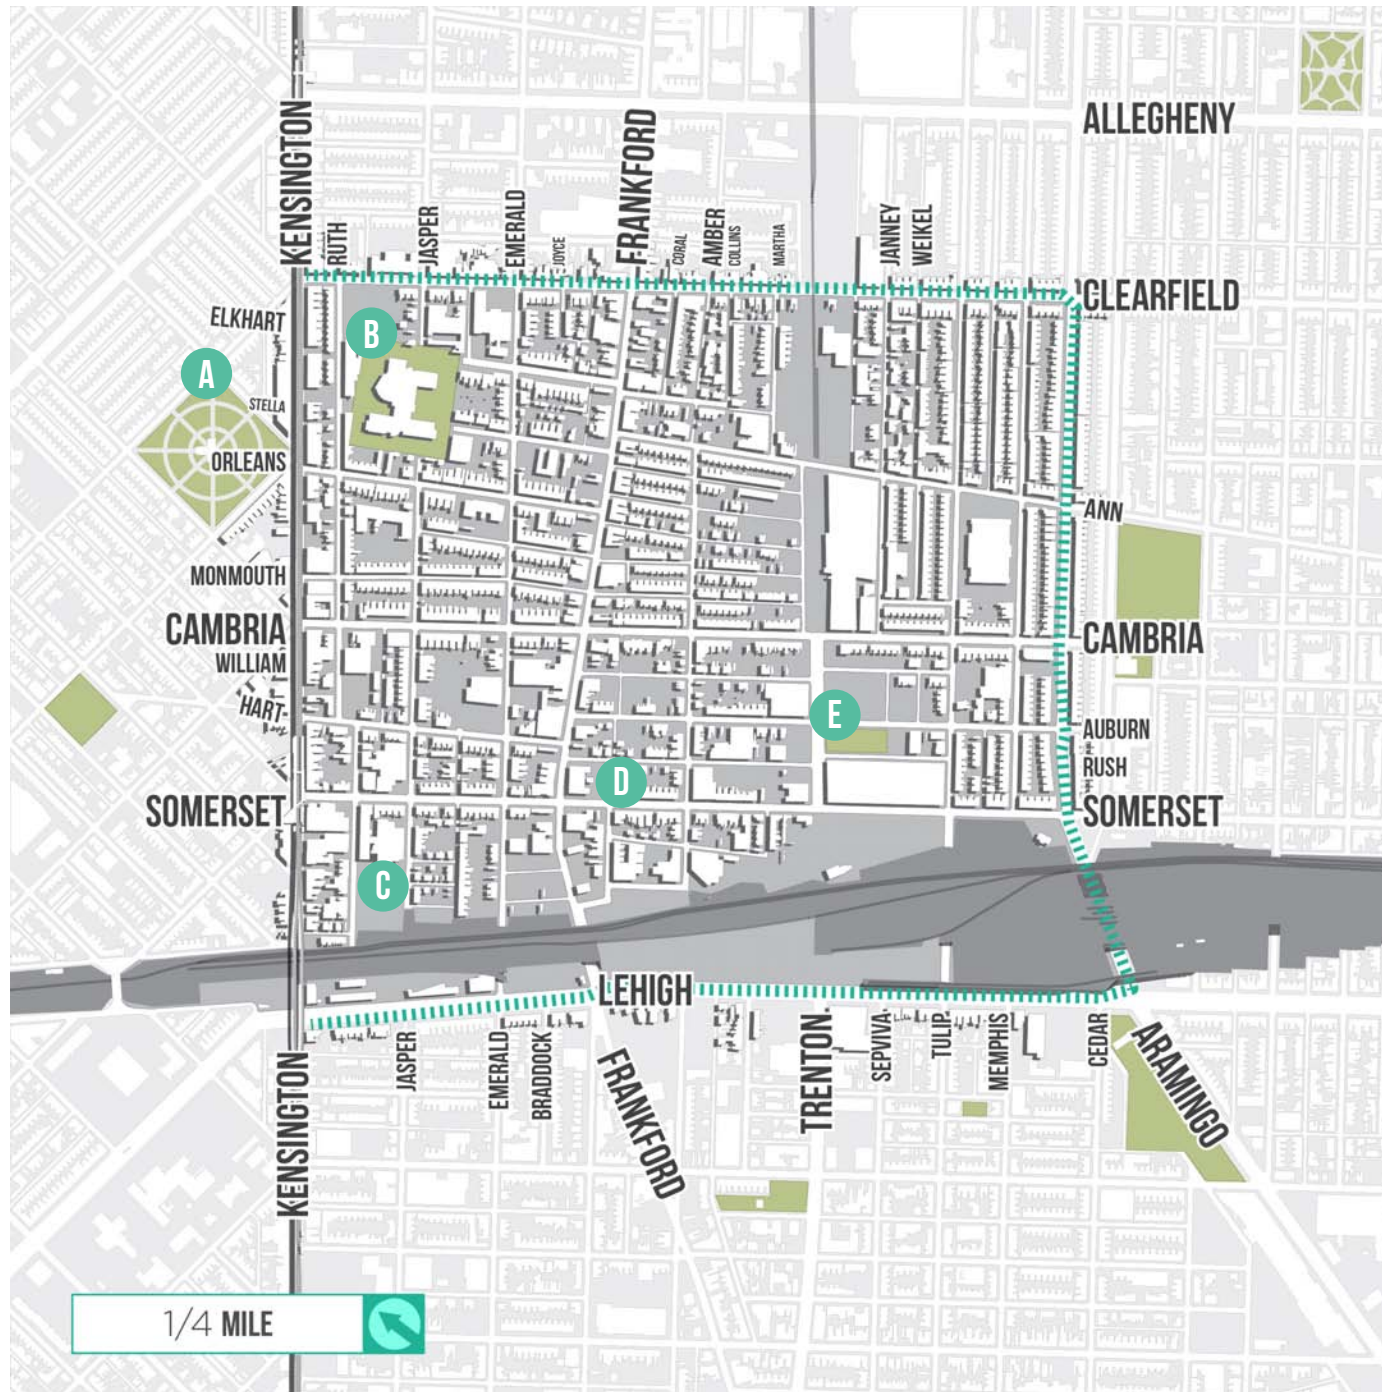 ALLEGHENY
KENSINGTON
RUTH
JASPER
EMERALD
JOYCE
FRANKFORD
CORAL
AMBER
COLLINS
MARTHA
JANNEY
WEIKEL
CLEARFIELD
ELKHART
B
A
STELLA
ORLEANS
ANN
MONMOUTH
CAMBRIA
CAMBRIA
WILLIAM
HART
E
AUBURN
RUSH
D
SOMERSET
SOMERSET
C
LEHIGH
KENSINGTON
JASPER
EMERALD
BRADDOCK
FRANKFORD
TRENTON
SEPVIVA
TULIP
MEMPHIS
CEDAR
ARAMINGO
1/4 MILE